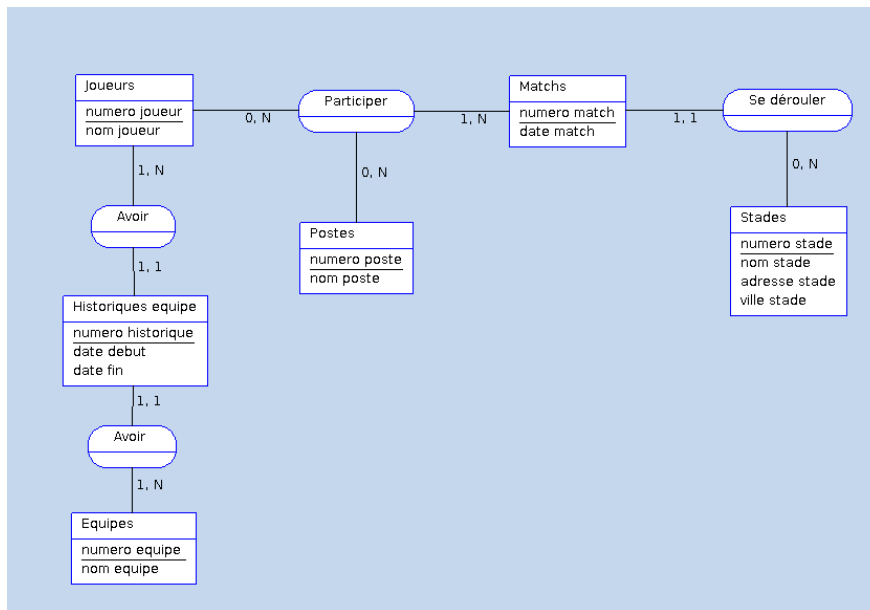 Joueurs
numero joueur
nom joueur
0, N
Participer
1, N
Matchs
numero match
date match
1, 1
Se dérouler
0, N
Stades
numero stade
nom stade
adresse stade
ville stade
0, N
Postes
numero poste
nom poste
1, N
Avoir
1, 1
Historiques equipe
numero historique
date debut
date fin
1, 1
Avoir
1, N
Equipes
numero equipe
nom equipe